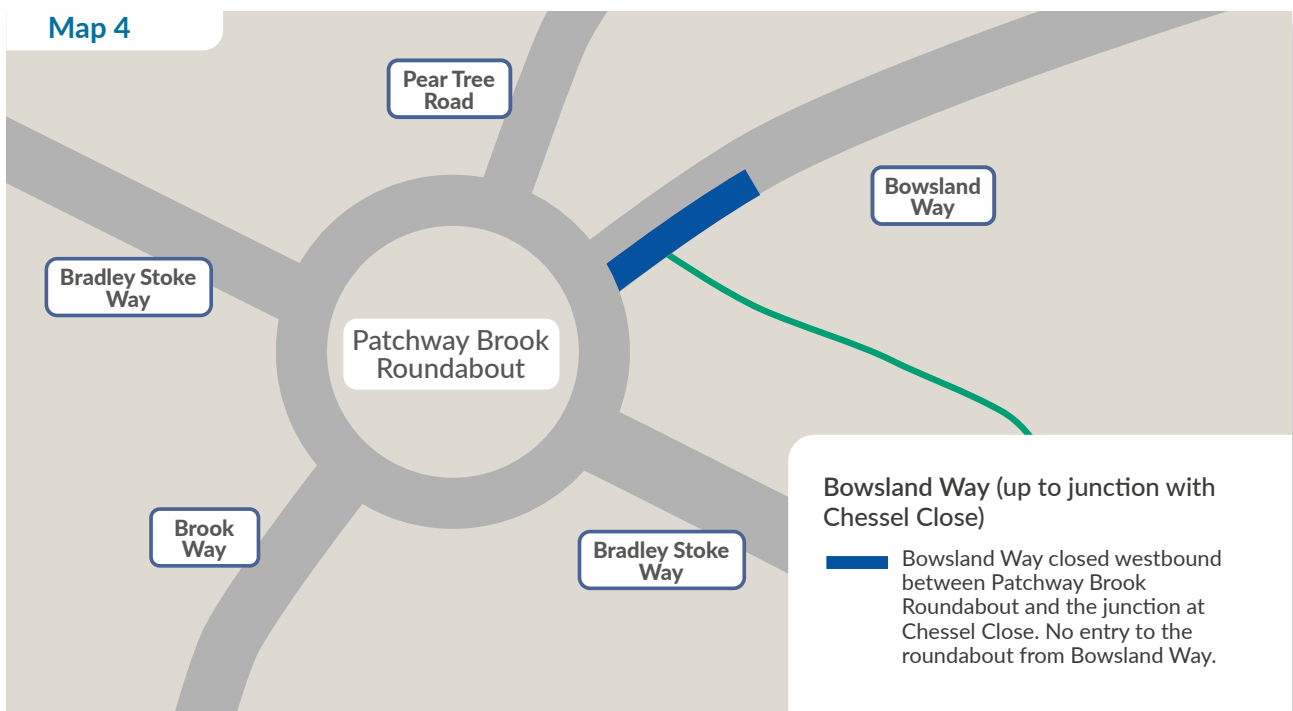 Map 4
Pear Tree
Road
Bowsland
Way
Bradley Stoke
Way
Patchway Brook
Roundabout
Brook
Way
Bradley Stoke
Way
Bowsland Way (up to junction with
Chessel Close)
Bowsland Way closed westbound
between Patchway Brook
Roundabout and the junction at
Chessel Close. No entry to the
roundabout from Bowsland Way.